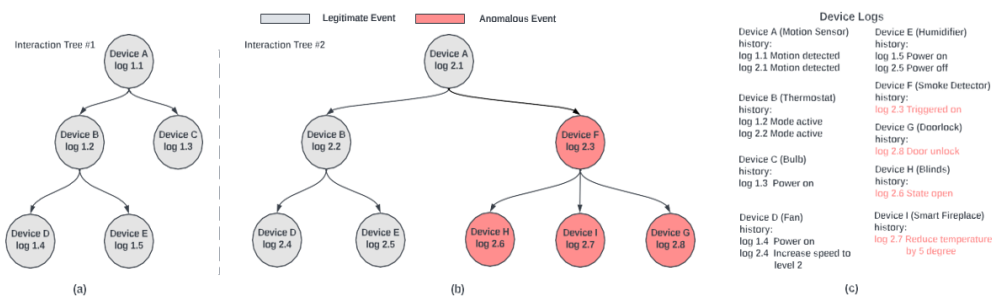 Legitimate Event
Anomalous Event
Interaction Tree #1
Device A
log 1.1
Device B
log 1.2
Device C
log 1.3
Device D
log 1.4
Device E
log 1.5
(a)
Interaction Tree #2
Device A
log 2.1
Device B
log 2.2
Device F
log 2.3
Device D
log 2.4
Device E
log 2.5
Device H
log 2.6
Device I
log 2.7
Device G
log 2.8
(b)
Device Logs
Device A (Motion Sensor)
history:
log 1.1 Motion detected
log 2.1 Motion detected
Device B (Thermostat)
history:
log 1.2 Mode active
log 2.2 Mode active
Device C (Bulb)
history:
log 1.3 Power on
Device D (Fan)
history:
log 1.4 Power on
log 2.4 Increase speed to
level 2
Device E (Humidifier)
history:
log 1.5 Power on
log 2.5 Power off
Device F (Smoke Detector)
history:
log 2.3 Triggered on
Device G (Doorlock)
history:
log 2.8 Door unlock
Device H (Blinds)
history:
log 2.6 State open
Device I (Smart Fireplace)
history:
log 2.7 Reduce temperature
by 5 degree
(c)